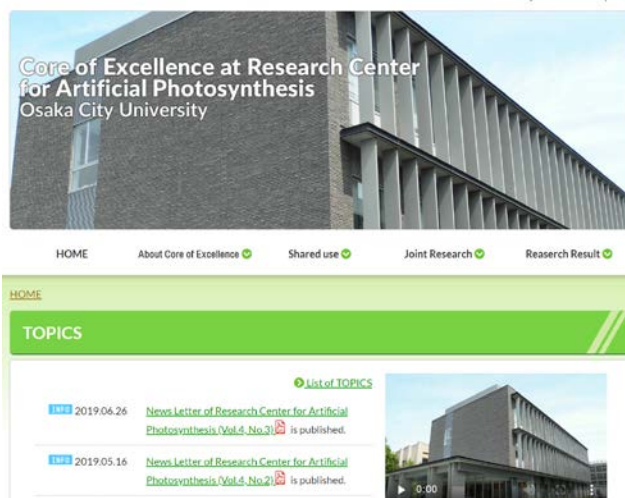 Core of Excellence at Research Center
for Artificial Photosynthesis
Osaka City University
HOME About Core of Excellence Shared use Joint Research Reaserch Result
HOME
TOPICS
List of TOPICS
INFO 2019.06.26 News Letter of Research Center for Artificial
Photosynthesis (Vol.4, No.3) is published.
INFO 2019.05.16 News Letter of Research Center for Artificial
Photosynthesis (Vol.4, No.2) is published.
0:00